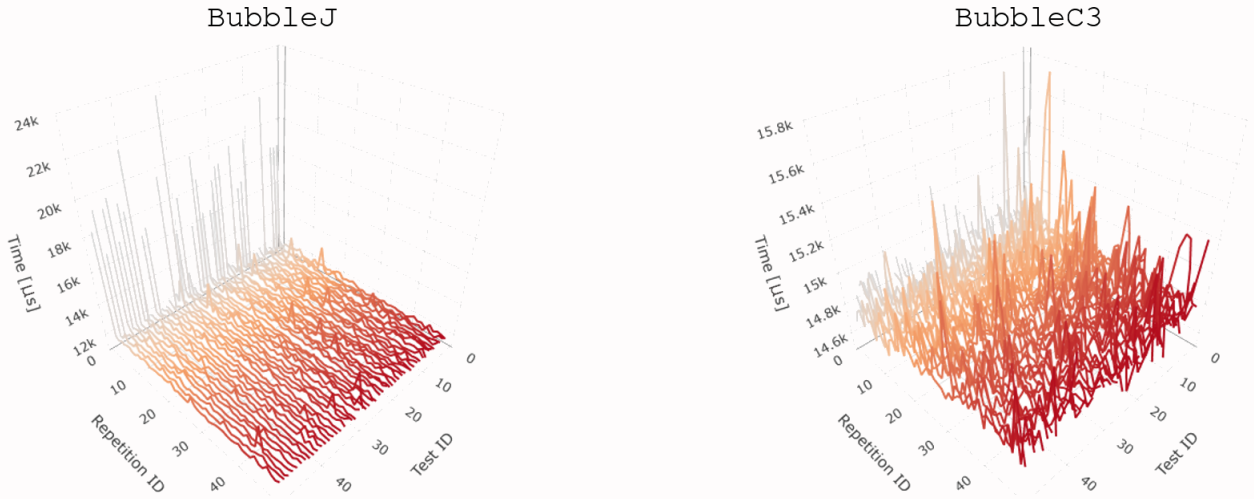 BubbleJ
24k
22k
20k
18k
16k
14k
12k
Time [µs]
0
10
20
30
40
Repetition ID
0
10
20
30
40
Test ID
BubbleC3
15.8k
15.6k
15.4k
15.2k
15k
14.8k
14.6k
Time [µs]
0
10
20
30
40
Repetition ID
0
10
20
30
40
Test ID